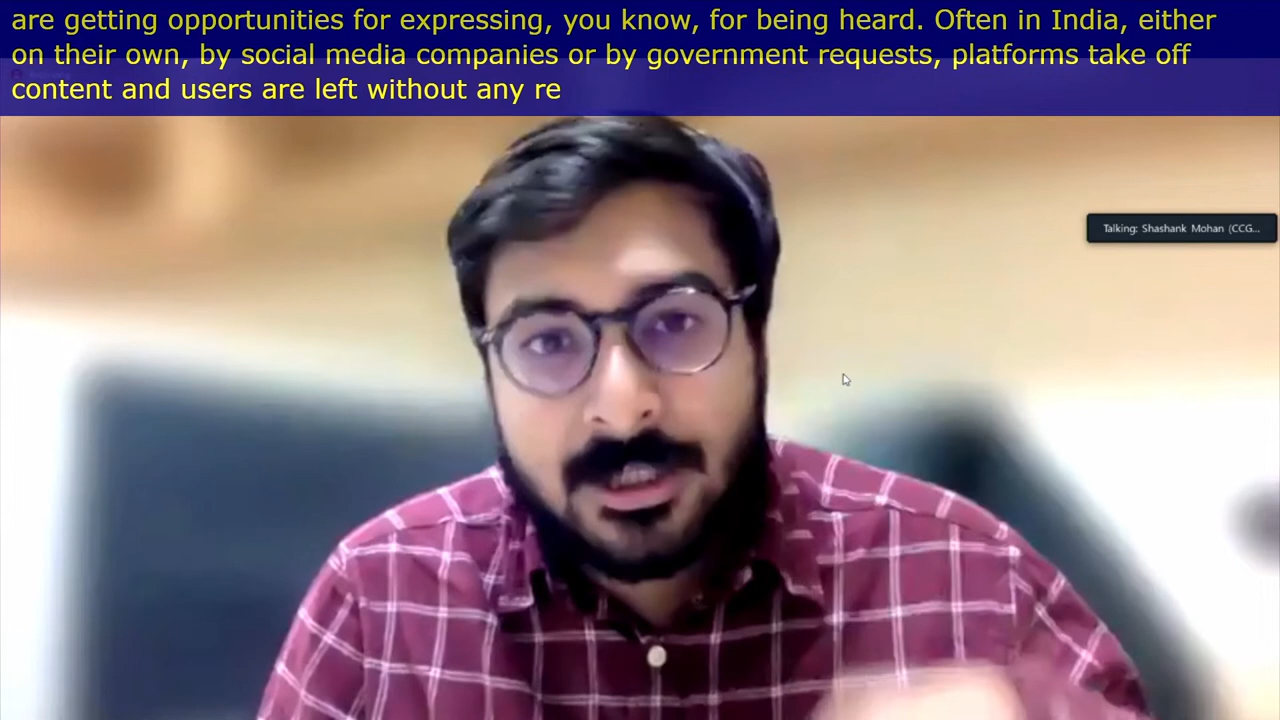 are getting opportunities for expressing, you know, for being heard. Often in India, either
on their own, by social media companies or by government requests, platforms take off
content and users are left without any re
Talking: Shashank Mohan (CCG...